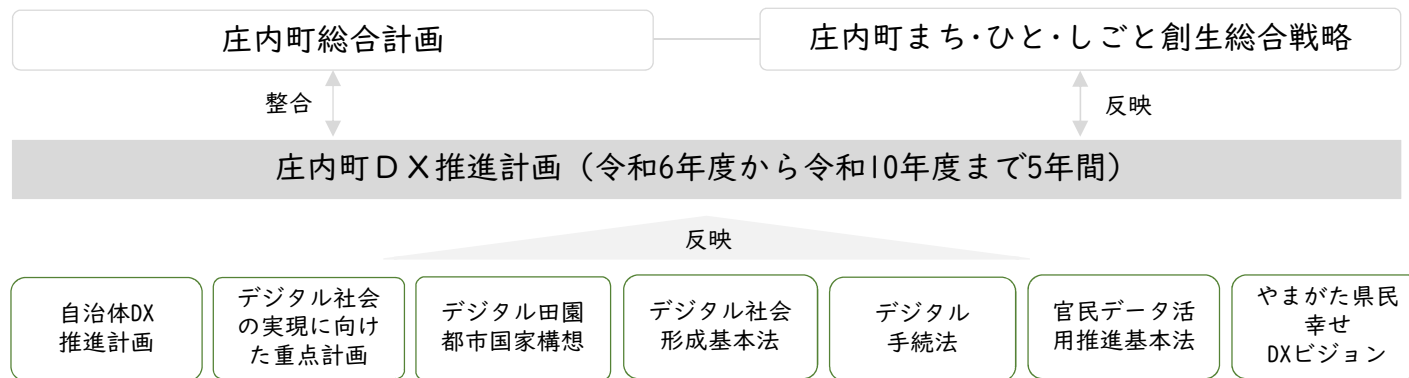 庄内町総合計画
庄内町まち・ひと・しごと創生総合戦略
整合
反映
庄内町DX推進計画（令和6年度から令和10年度まで5年間）
反映
自治体DX
推進計画
デジタル社会
の実現に向け
た重点計画
デジタル田園
都市国家構想
デジタル社会
形成基本法
デジタル
手続法
官民データ活
用推進基本法
やまがた県民
幸せ
DXビジョン